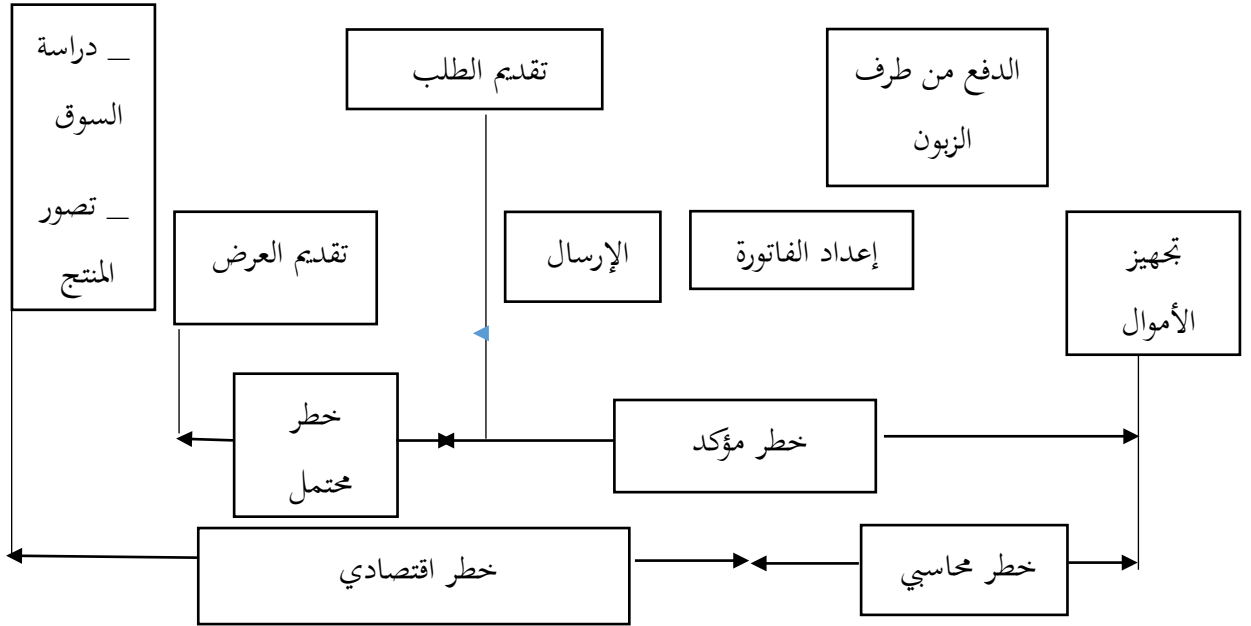 _ دراسة
السوق
_ تصور
المنتج
تقديم الطلب
الدفع من طرف
الزبون
تقديم العرض
الإرسال
إعداد الفاتورة
تجهيز
الأموال
خطر
محتمل
خطر مؤكد
خطر اقتصادي
خطر محاسبي